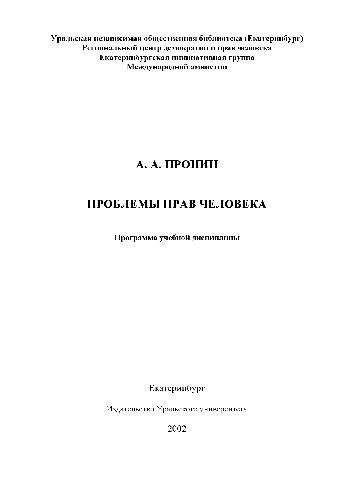 Уральская независимая общественная библиотека (Екатеринбург)
Региональный центр демократии и прав человека
Екатеринбургская инициативная группа
Международной амнистии
А. А. ПРОНИН
ПРОБЛЕМЫ ПРАВ ЧЕЛОВЕКА
Программа учебной дисциплины
Екатеринбург
Издательство Уральского университета
2002